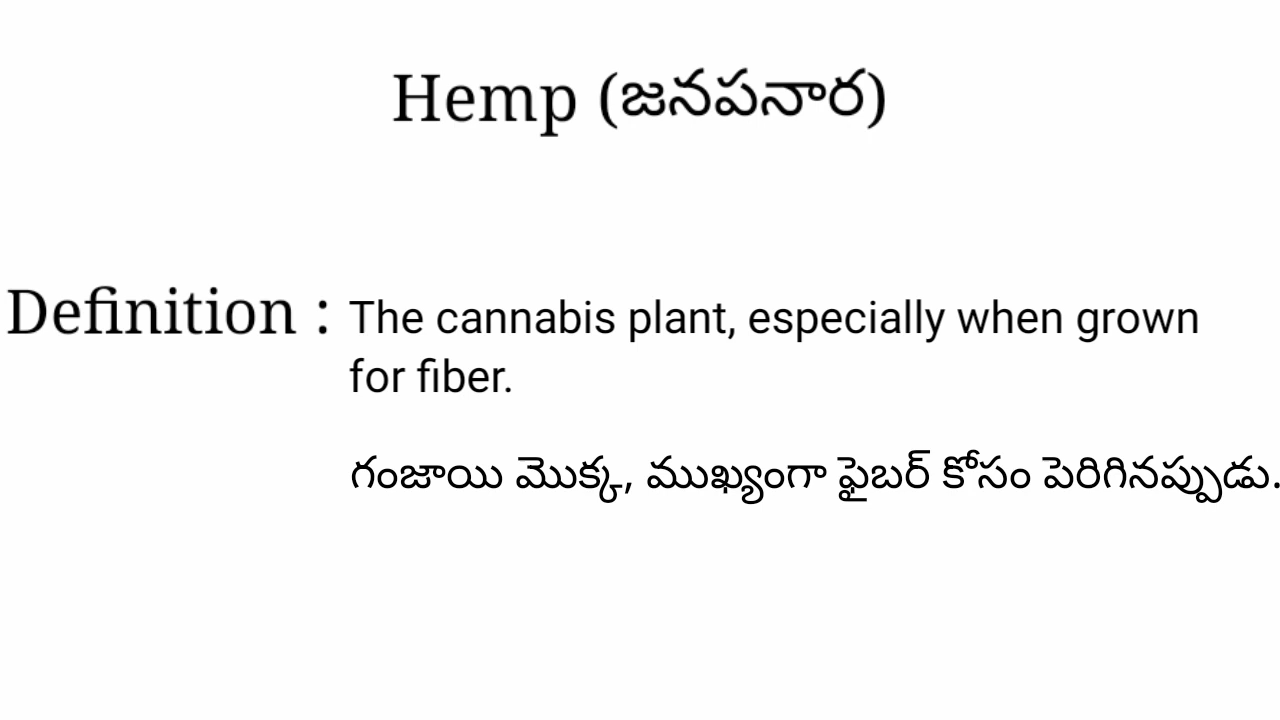 Hemp (జనపనార)
Definition : The cannabis plant, especially when grown
for fiber.
గంజాయి మొక్క, ముఖ్యంగా ఫైబర్ కోసం పెరిగినప్పుడు.